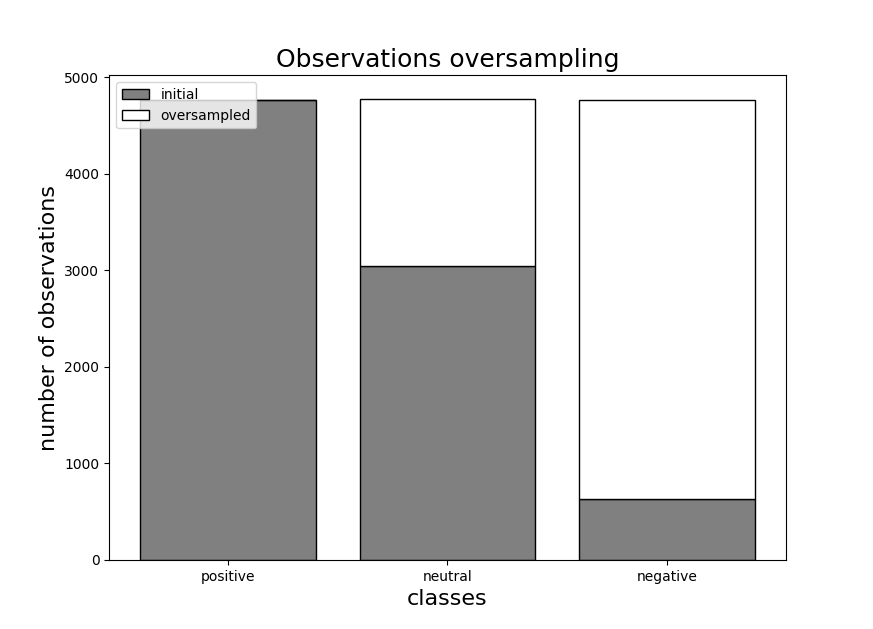 Observations oversampling
initial
oversampled
5000
4000
3000
2000
1000
0
number of observations
positive neutral negative
classes